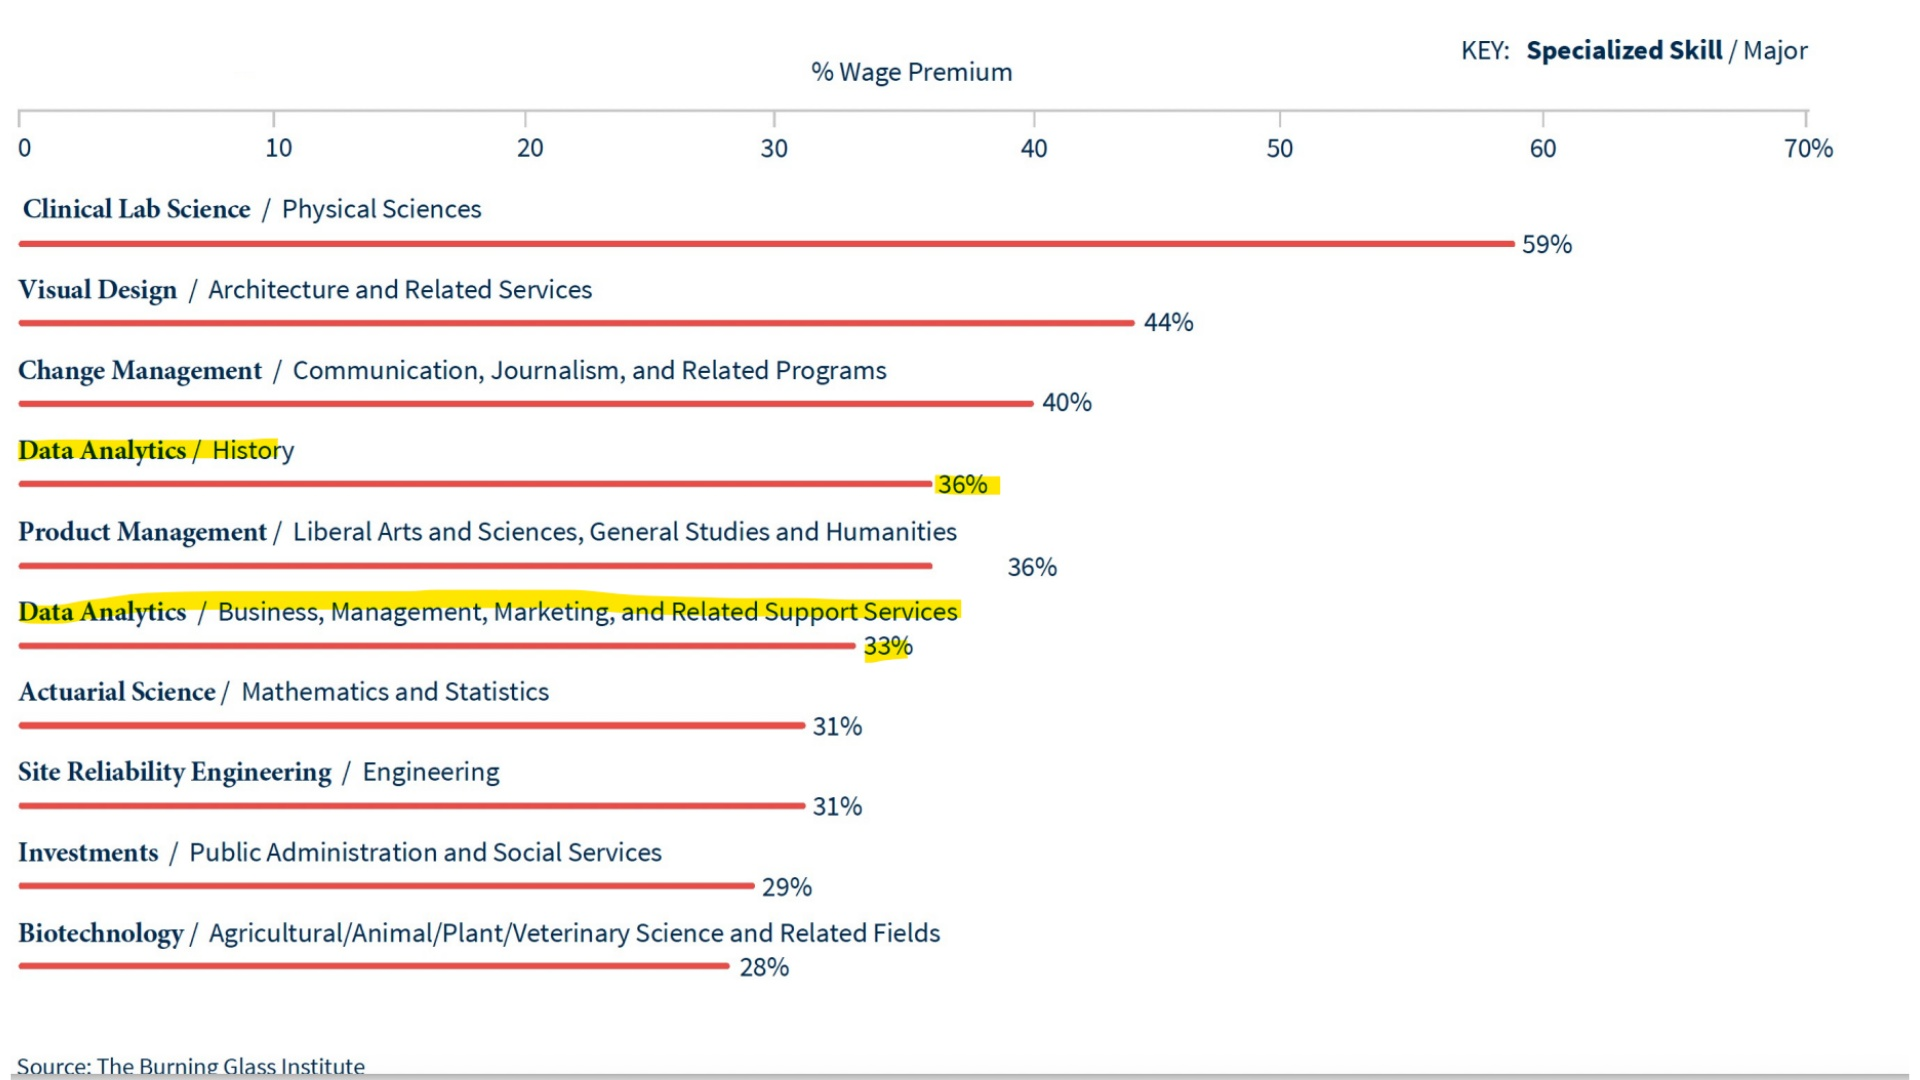 KEY: Specialized Skill / Major
% Wage Premium
0 10 20 30 40 50 60 70%
Clinical Lab Science / Physical Sciences
59%
Visual Design / Architecture and Related Services
44%
Change Management / Communication, Journalism, and Related Programs
40%
Data Analytics / History
36%
Product Management / Liberal Arts and Sciences, General Studies and Humanities
36%
Data Analytics / Business, Management, Marketing, and Related Support Services
33%
Actuarial Science / Mathematics and Statistics
31%
Site Reliability Engineering / Engineering
31%
Investments / Public Administration and Social Services
29%
Biotechnology / Agricultural/Animal/Plant/Veterinary Science and Related Fields
28%
Source: The Burning Glass Institute